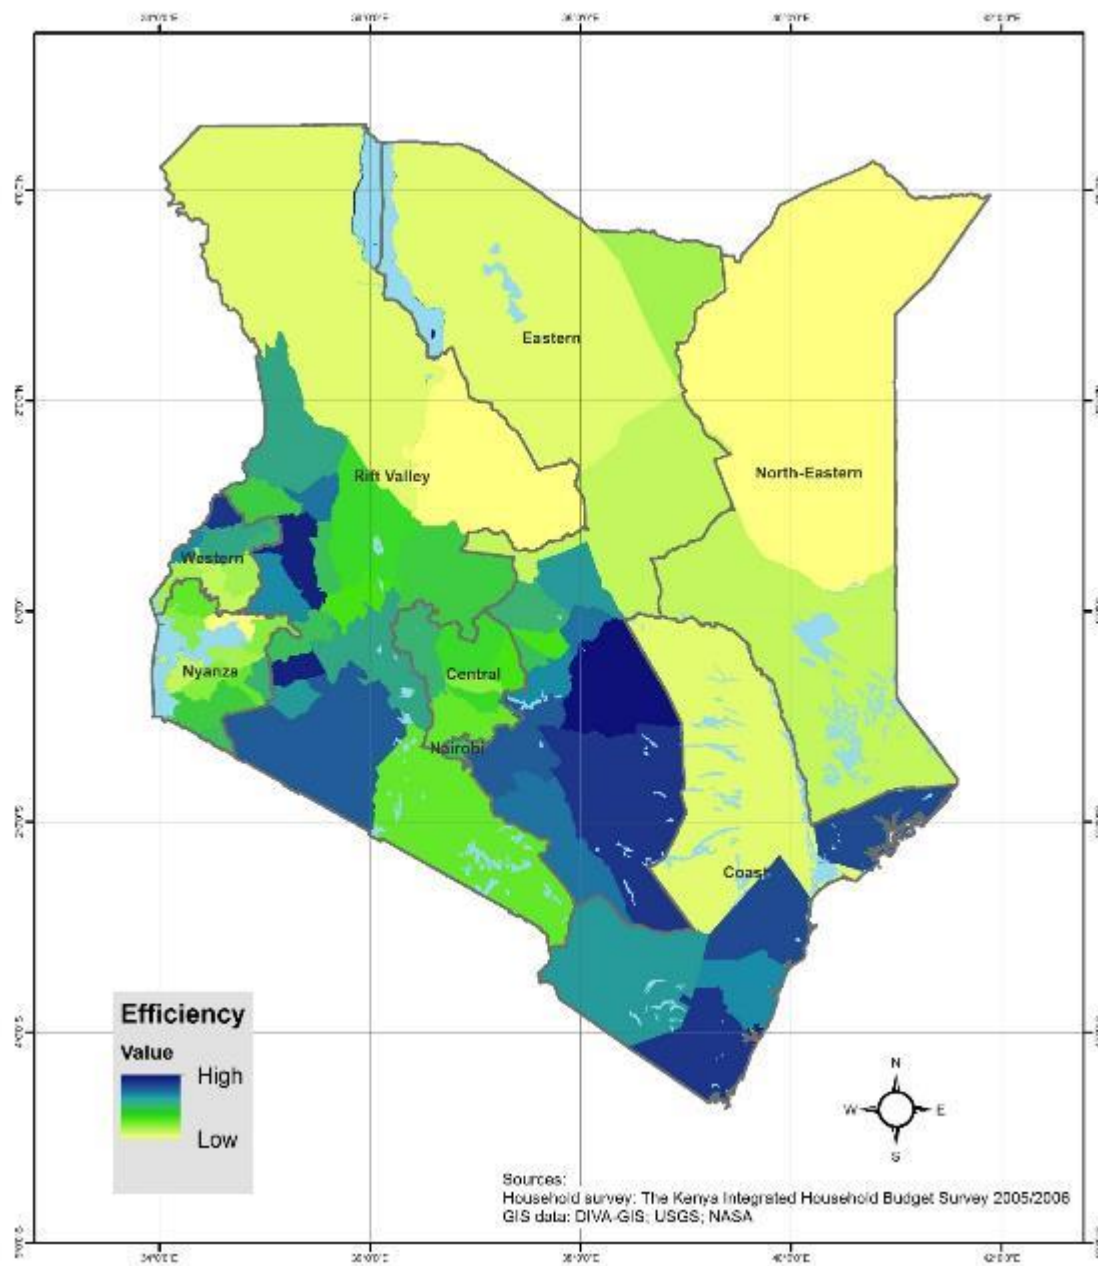 Eastern
Rift Valley
North-Eastern
Western
Nyanza
Central
Nairobi
Coast
Efficiency
Value
High
Low
N
W
E
S
Sources:
Household survey: The Kenya Integrated Household Budget Survey 2005/2006
GIS data: DIVA-GIS; USGS; NASA